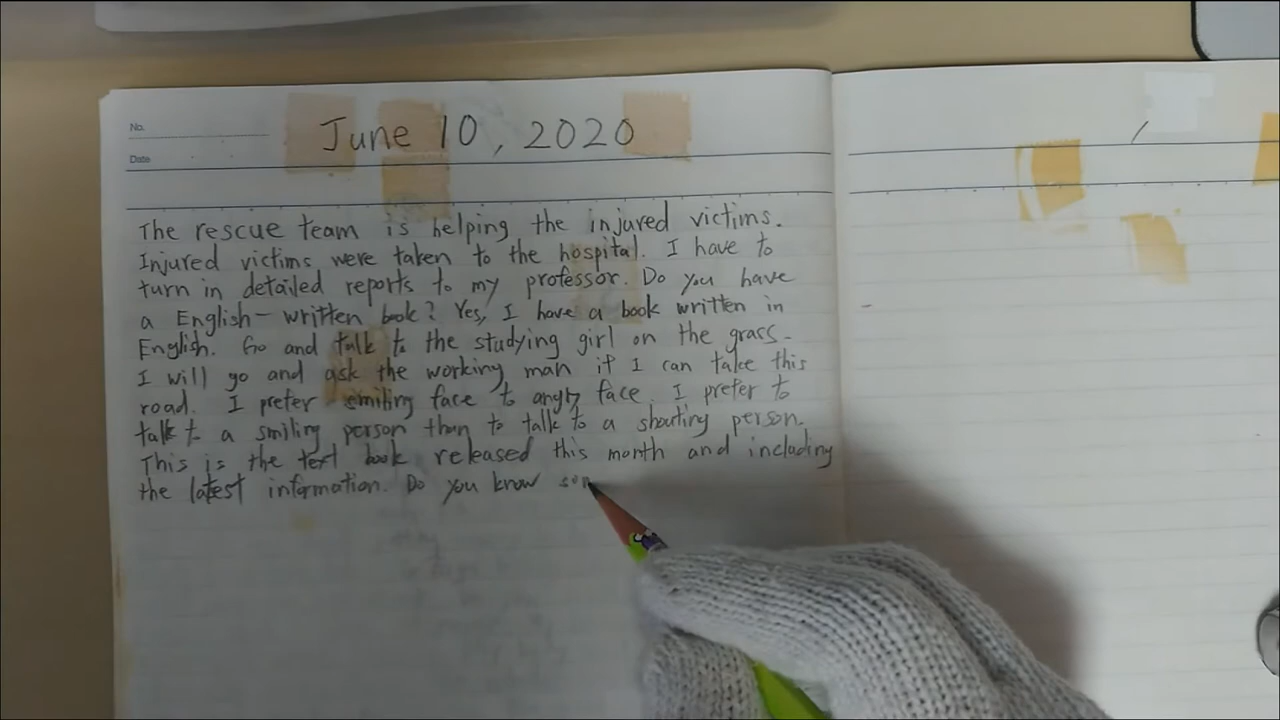 No.
Date
June 10, 2020
The rescue team is helping the injured victims.
Injured victims were taken to the hospital. I have to
turn in detailed reports to my professor. Do you have
a English-written book? Yes, I have a book written in
English. Go and talk to the studying girl on the grass.
I will go and ask the working man if I can take this
road. I prefer smiling face to angry face. I prefer to
talk to a smiling person than to talk to a shouting person.
This is the text book released this month and including
the latest information. Do you know som